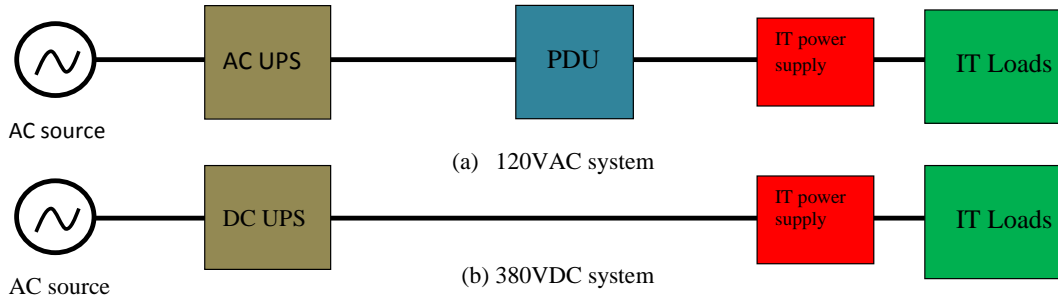 AC UPS
PDU
IT power
supply
IT Loads
AC source
(a) 120VAC system
DC UPS
IT power
supply
IT Loads
AC source
(b) 380VDC system